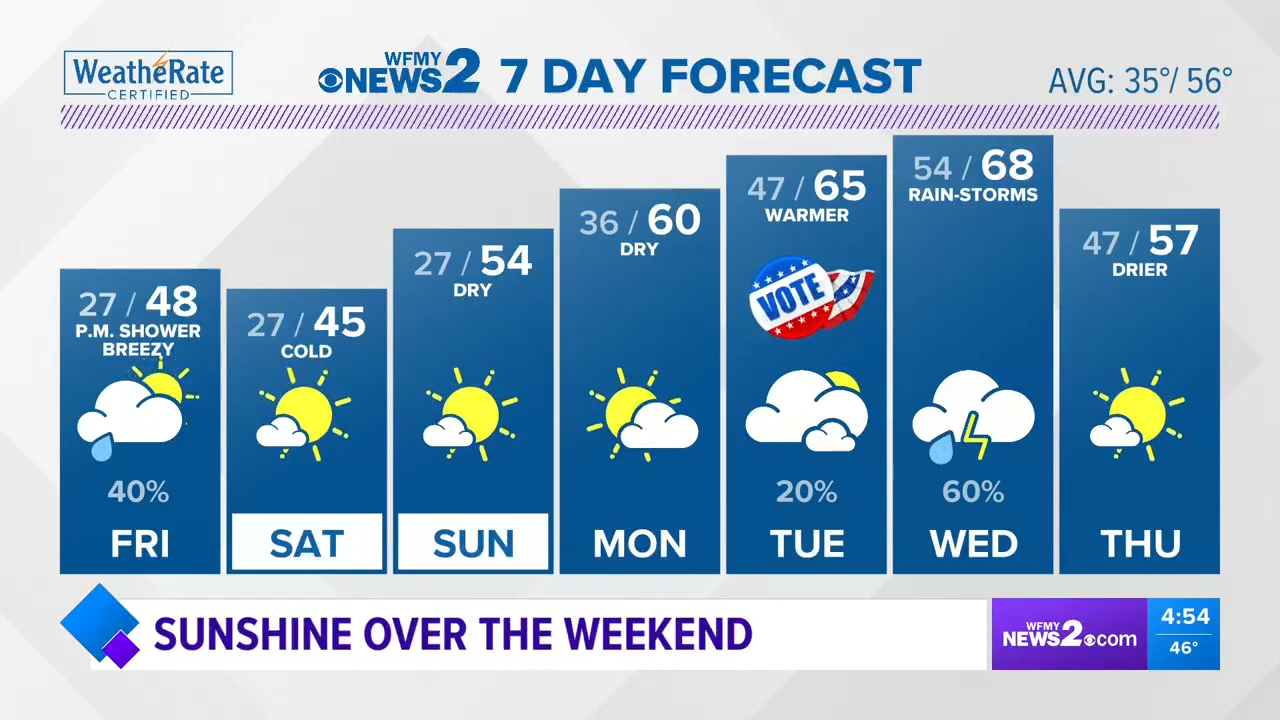 WeatheRate
CERTIFIED
WFMY
NEWS 2 7 DAY FORECAST
AVG: 35°/ 56°
27 / 48
P.M. SHOWER
BREEZY
40%
FRI
27 / 45
COLD
SAT
27 / 54
DRY
SUN
36 / 60
DRY
MON
47 / 65
WARMER
VOTE
20%
TUE
54 / 68
RAIN-STORMS
60%
WED
47 / 57
DRIER
THU
SUNSHINE OVER THE WEEKEND
WFMY
NEWS2.com
4:54
46°